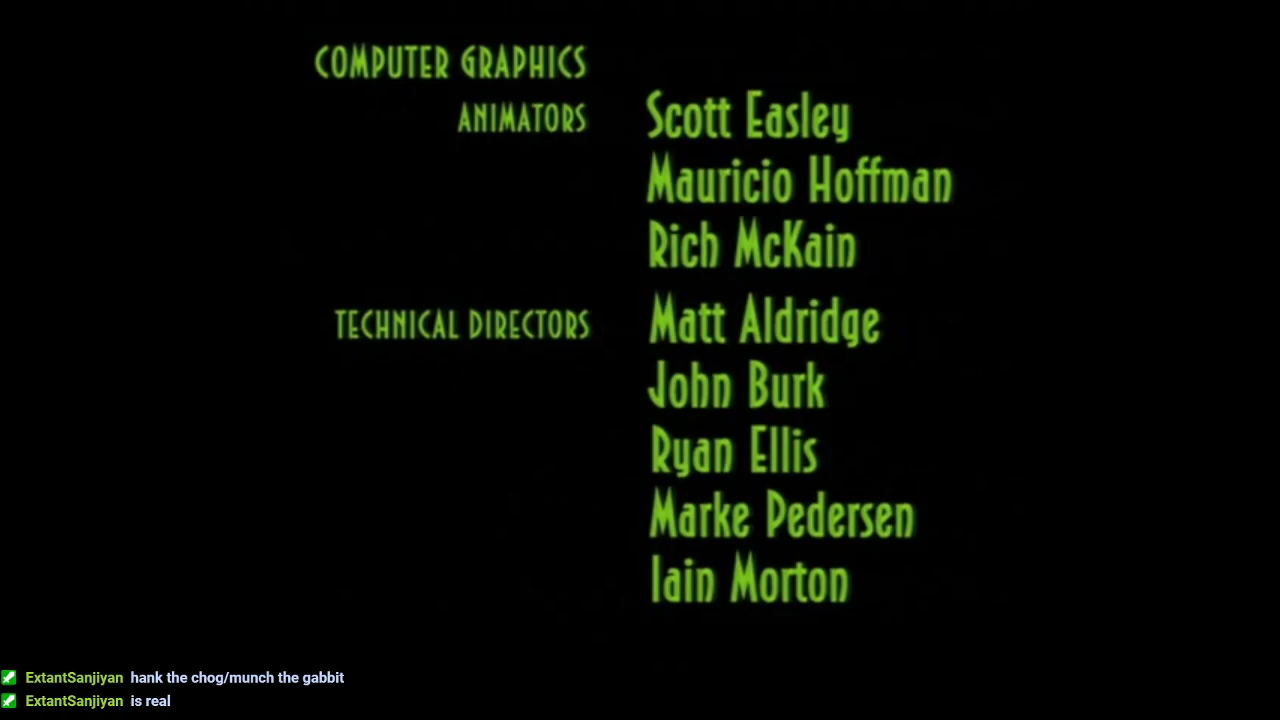 COMPUTER GRAPHICS
ANIMATORS Scott Easley
Mauricio Hoffman
Rich McKain
TECHNICAL DIRECTORS Matt Aldridge
John Burk
Ryan Ellis
Marke Pedersen
Iain Morton
ExtantSanjiyan hank the chog/munch the gabbit
ExtantSanjiyan is real